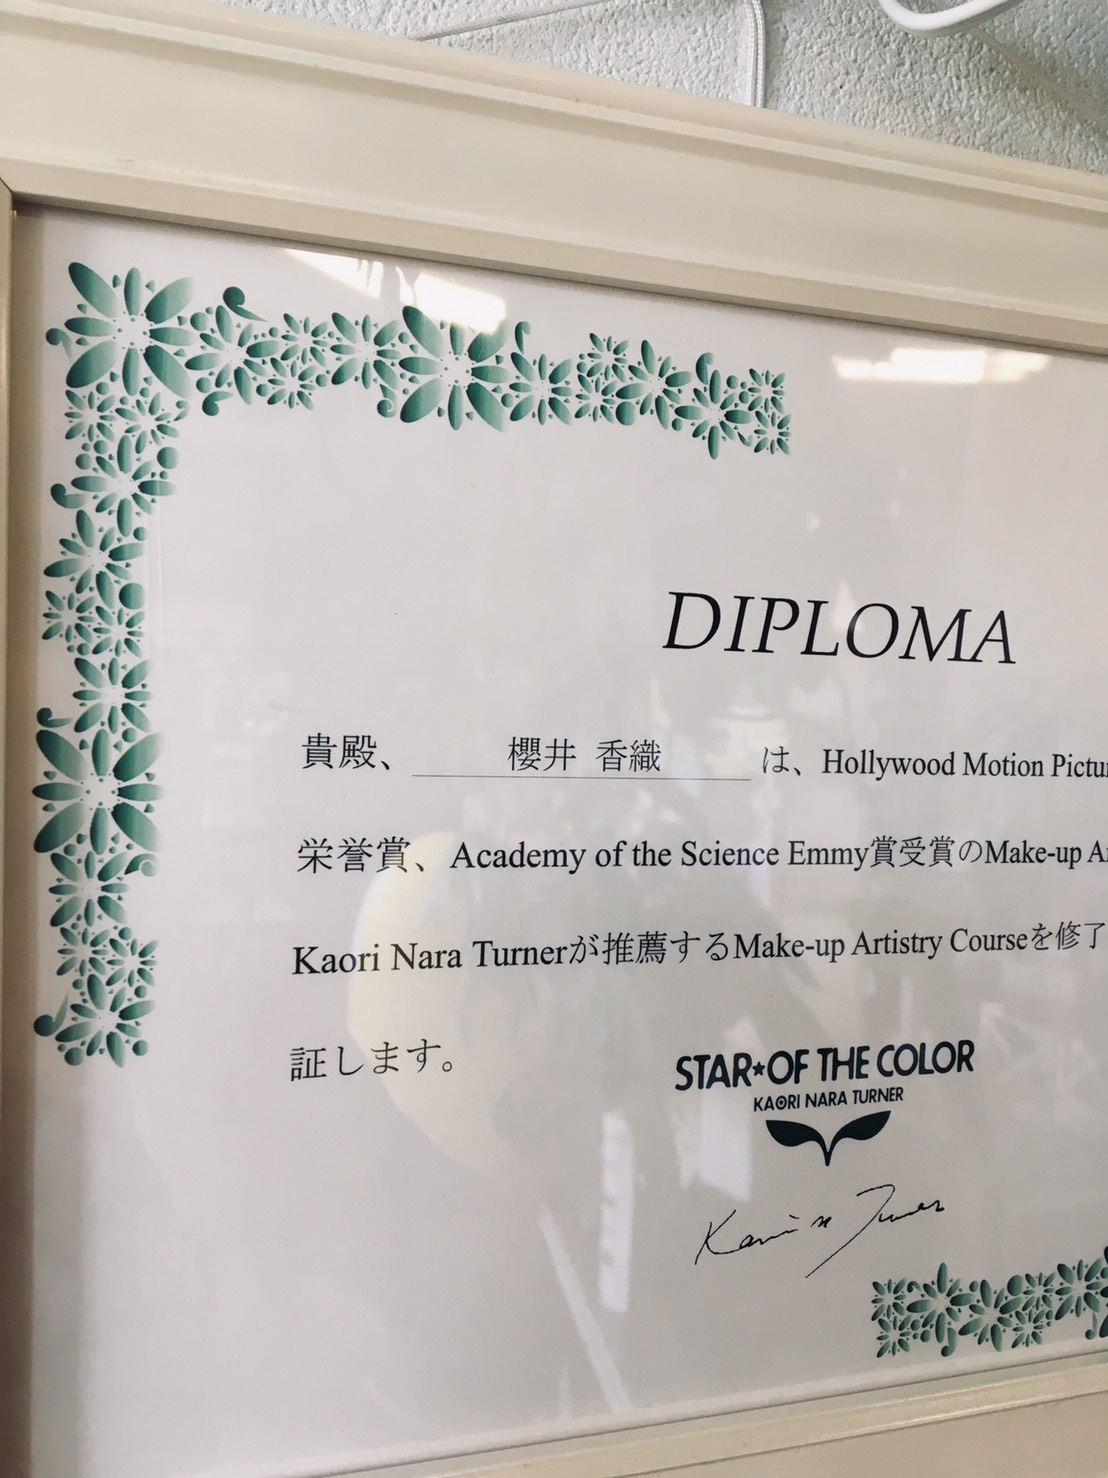 DIPLOMA
貴殿、 櫻井 香織 は、Hollywood Motion
栄誉賞、Academy of the Science Emmy賞受賞のMake-up
Kaori Nara Turnerが推薦するMake-up Artistry Courseを修了
証します。
STAR★OF THE COLOR
KAORI NARA TURNER
Kaori n Turner